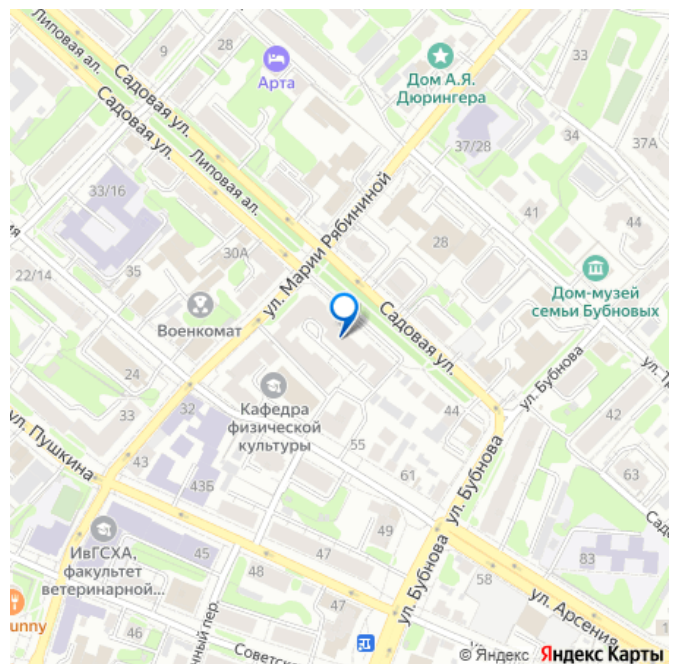 Липовая ал.
Садовая ул.
Садовая ул.
9
28
Арта
Дом А.Я.
Дюрингера
33
34
37А
37/28
33/16
Липовая ал.
ул. Марии Рябининой
41
44
28
30А
35
22/14
Военкомат
Дом-музей
семьи Бубновых
Садовая ул.
ул. Бубнова
24
33
32
Кафедра
физической
культуры
44
42
ул. Пушкина
43
43Б
55
61
63
ул. Бубнова
49
ИвГСХА,
факультет
ветеринарной...
45
47
48
47
83
58
ул. Бубнова
ул. Арсения
unny
46
Советск
© Яндекс Яндекс Карты